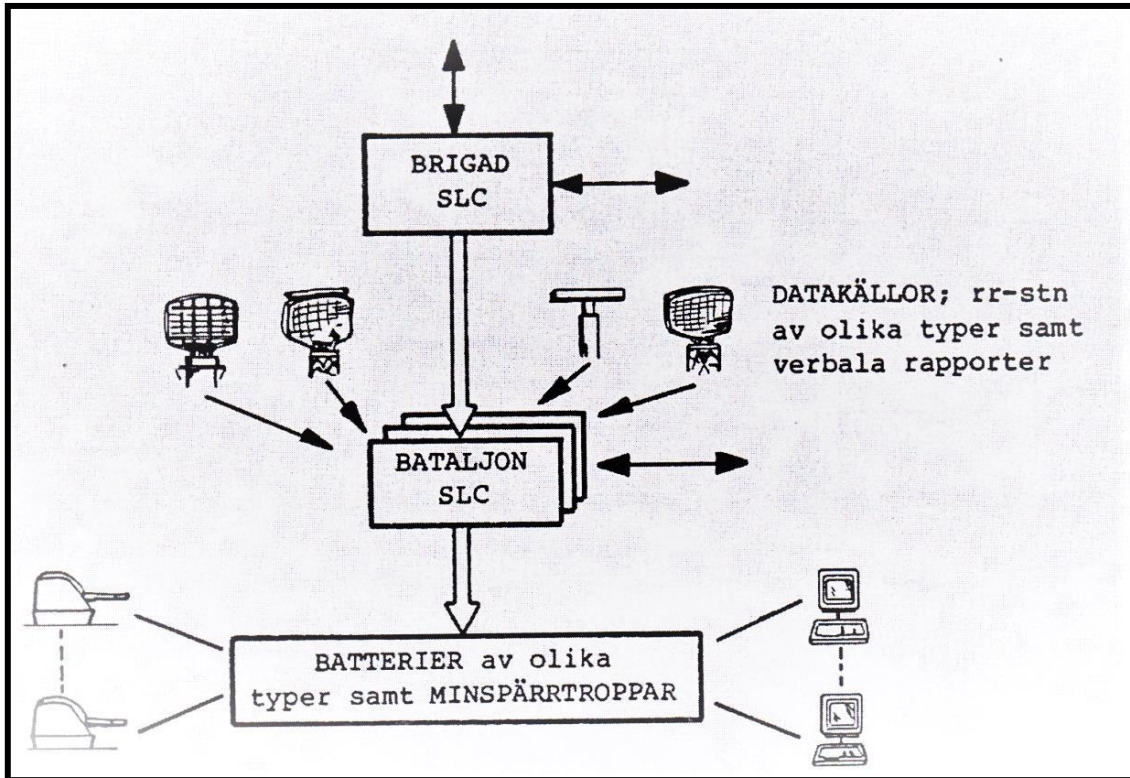 BRIGAD
SLC
DATAKÄLLOR; rr-stn
av olika typer samt
verbala rapporter
BATALJON
SLC
BATTERIER av olika
typer samt MINSPÄRRTROPPAR